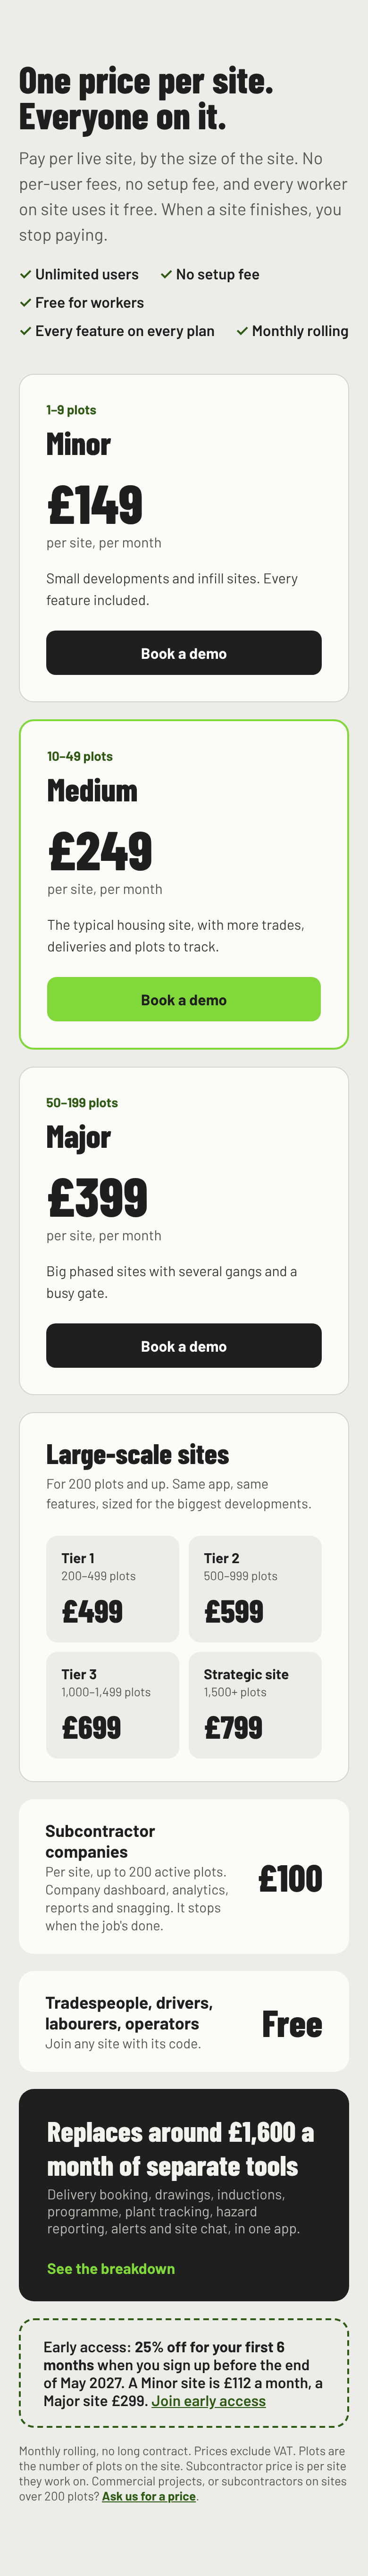 One price per site.
Everyone on it.
Pay per live site, by the size of the site. No
per-user fees, no setup fee, and every worker
on site uses it free. When a site finishes, you
stop paying.
✓ Unlimited users ✓ No setup fee
✓ Free for workers
✓ Every feature on every plan ✓ Monthly rolling
1–9 plots
Minor
£149
per site, per month
Small developments and infill sites. Every
feature included.
Book a demo
10–49 plots
Medium
£249
per site, per month
The typical housing site, with more trades,
deliveries and plots to track.
Book a demo
50–199 plots
Major
£399
per site, per month
Big phased sites with several gangs and a
busy gate.
Book a demo
Large-scale sites
For 200 plots and up. Same app, same
features, sized for the biggest developments.
Tier 1
200–499 plots
£499
Tier 2
500–999 plots
£599
Tier 3
1,000–1,499 plots
£699
Strategic site
1,500+ plots
£799
Subcontractor
companies
Per site, up to 200 active plots.
Company dashboard, analytics,
reports and snagging. It stops
when the job's done.
£100
Tradespeople, drivers,
labourers, operators
Join any site with its code.
Free
Replaces around £1,600 a
month of separate tools
Delivery booking, drawings, inductions,
programme, plant tracking, hazard
reporting, alerts and site chat, in one app.
See the breakdown
Early access: 25% off for your first 6
months when you sign up before the end
of May 2027. A Minor site is £112 a month, a
Major site £299. Join early access
Monthly rolling, no long contract. Prices exclude VAT. Plots are
the number of plots on the site. Subcontractor price is per site
they work on. Commercial projects, or subcontractors on sites
over 200 plots? Ask us for a price.